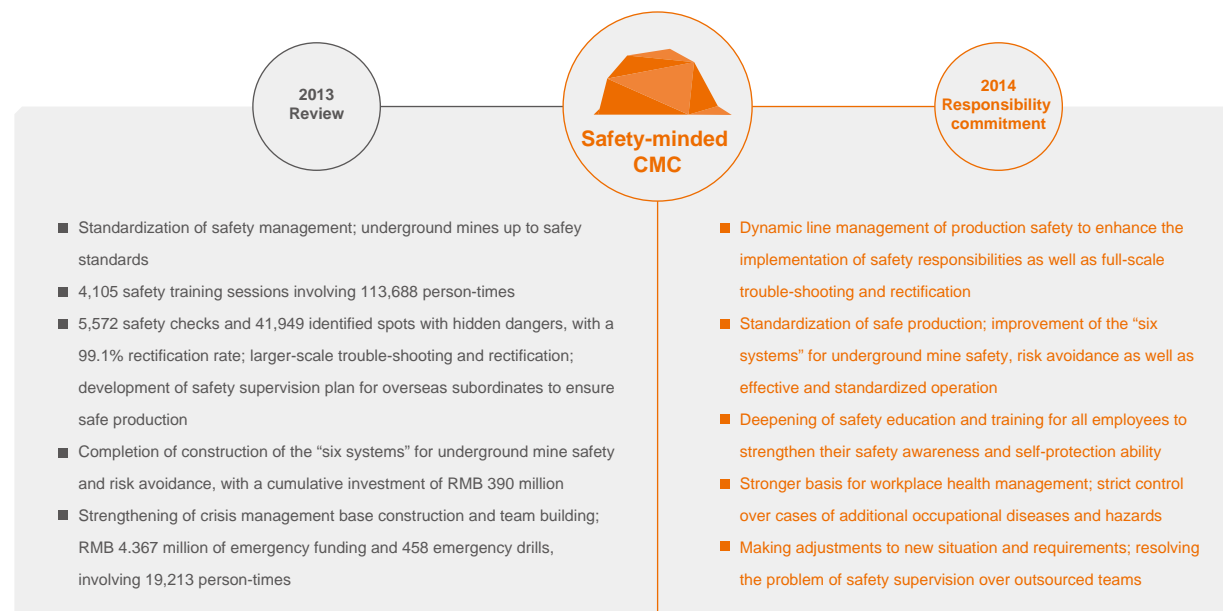 2013
Review
Safety-minded
CMC
2014
Responsibility
commitment
Standardization of safety management; underground mines up to safey
standards
4,105 safety training sessions involving 113,688 person-times
5,572 safety checks and 41,949 identified spots with hidden dangers, with a
99.1% rectification rate; larger-scale trouble-shooting and rectification;
development of safety supervision plan for overseas subordinates to ensure
safe production
Completion of construction of the “six systems” for underground mine safety
and risk avoidance, with a cumulative investment of RMB 390 million
Strengthening of crisis management base construction and team building;
RMB 4.367 million of emergency funding and 458 emergency drills,
involving 19,213 person-times
Dynamic line management of production safety to enhance the
implementation of safety responsibilities as well as full-scale
trouble-shooting and rectification
Standardization of safe production; improvement of the “six
systems” for underground mine safety, risk avoidance as well as
effective and standardized operation
Deepening of safety education and training for all employees to
strengthen their safety awareness and self-protection ability
Stronger basis for workplace health management; strict control
over cases of additional occupational diseases and hazards
Making adjustments to new situation and requirements; resolving
the problem of safety supervision over outsourced teams